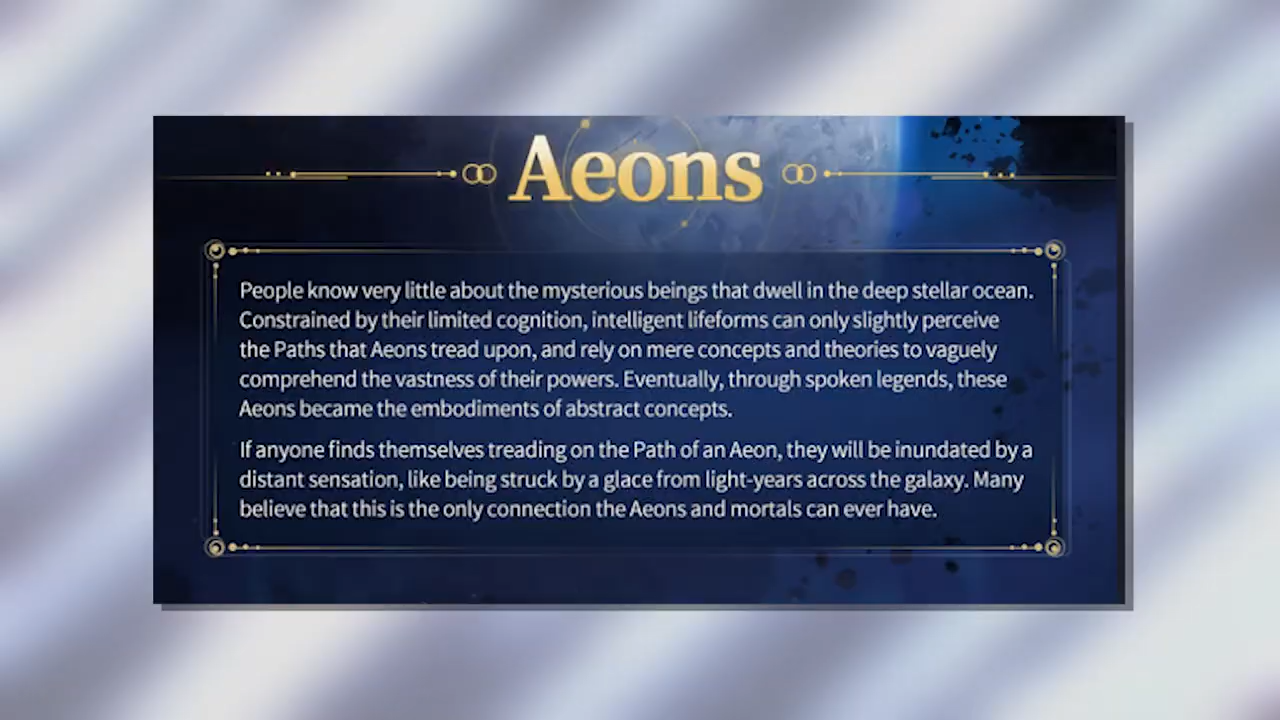 Aeons
People know very little about the mysterious beings that dwell in the deep stellar ocean.
Constrained by their limited cognition, intelligent lifeforms can only slightly perceive
the Paths that Aeons tread upon, and rely on mere concepts and theories to vaguely
comprehend the vastness of their powers. Eventually, through spoken legends, these
Aeons became the embodiments of abstract concepts.
If anyone finds themselves treading on the Path of an Aeon, they will be inundated by a
distant sensation, like being struck by a glace from light-years across the galaxy. Many
believe that this is the only connection the Aeons and mortals can ever have.